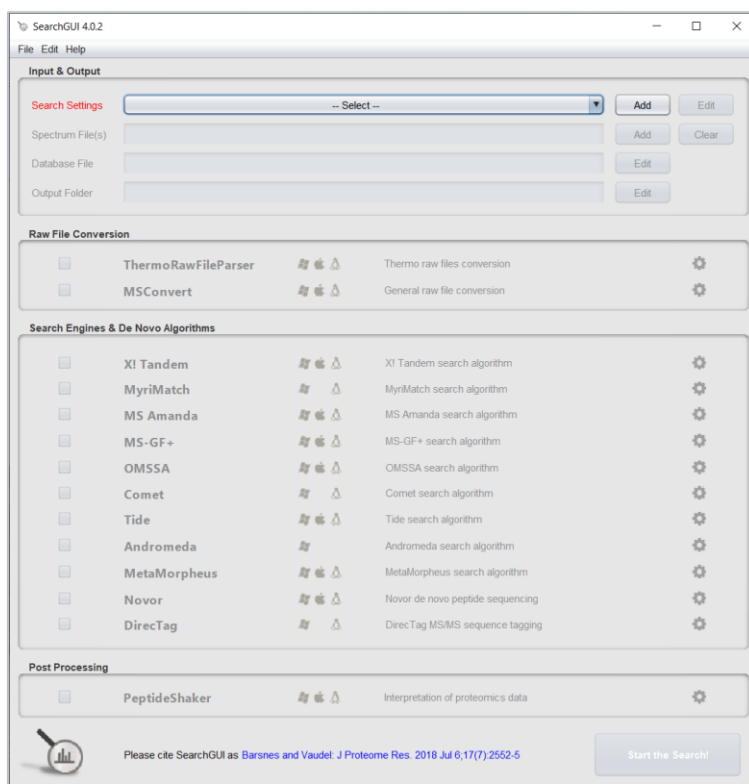 SearchGUI 4.0.2
File Edit Help
Input & Output
Search Settings -- Select -- Add Edit
Spectrum File(s) Add Clear
Database File Edit
Output Folder Edit
Raw File Conversion
ThermoRawFileParser Thermo raw files conversion
MSConvert General raw file conversion
Search Engines & De Novo Algorithms
X! Tandem X! Tandem search algorithm
MyriMatch MyriMatch search algorithm
MS Amanda MS Amanda search algorithm
MS-GF+ MS-GF+ search algorithm
OMSSA OMSSA search algorithm
Comet Comet search algorithm
Tide Tide search algorithm
Andromeda Andromeda search algorithm
MetaMorpheus MetaMorpheus search algorithm
Novor Novor de novo peptide sequencing
DirecTag DirecTag MS/MS sequence tagging
Post Processing
PeptideShaker Interpretation of proteomics data
Please cite SearchGUI as Barsnes and Vaudel: J Proteome Res. 2018 Jul 6;17(7):2552-5 Start the Search!